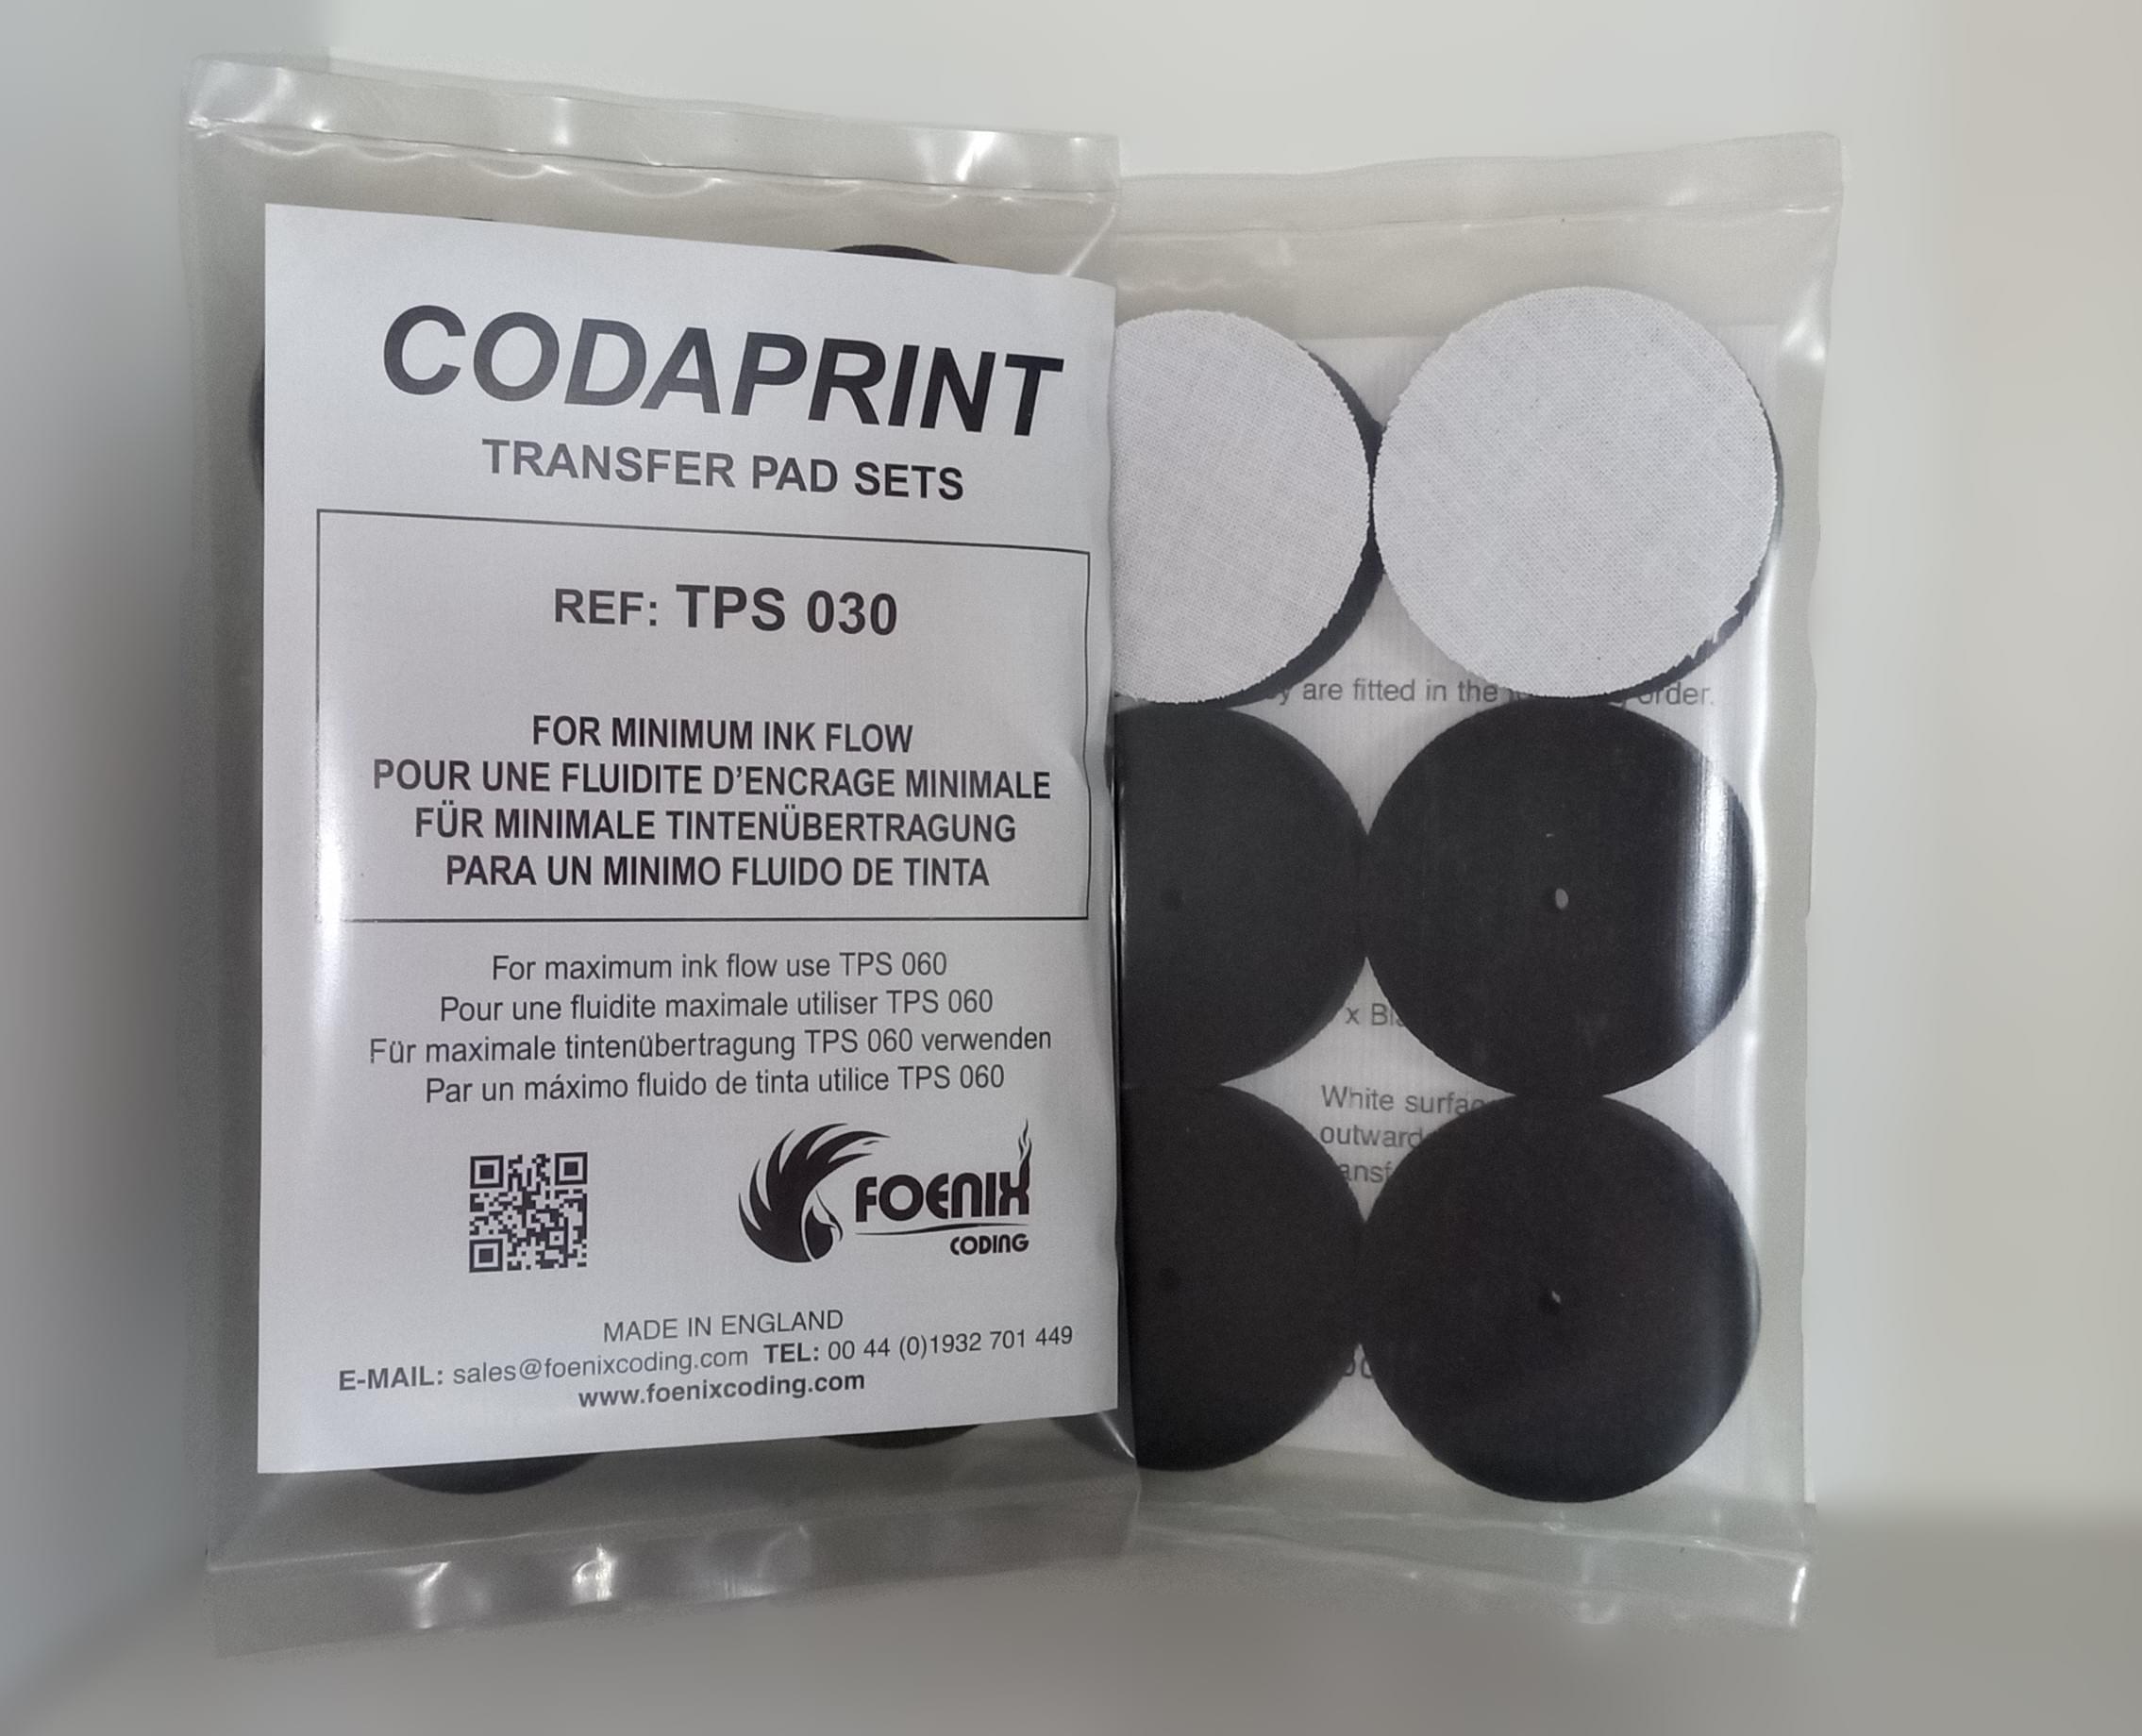 CODAPRINT
TRANSFER PAD SETS
REF: TPS 030
FOR MINIMUM INK FLOW
POUR UNE FLUIDITE D'ENCRAGE MINIMALE
FÜR MINIMALE TINTENÜBERTRAGUNG
PARA UN MINIMO FLUIDO DE TINTA
For maximum ink flow use TPS 060
Pour une fluidite maximale utiliser TPS 060
Für maximale tintenübertragung TPS 060 verwenden
Par un máximo fluido de tinta utilice TPS 060
FOENIX
CODING
MADE IN ENGLAND
E-MAIL: sales@foenixcoding.com TEL: 00 44 (0)1932 701 449
www.foenixcoding.com
are fitted in the
x
White